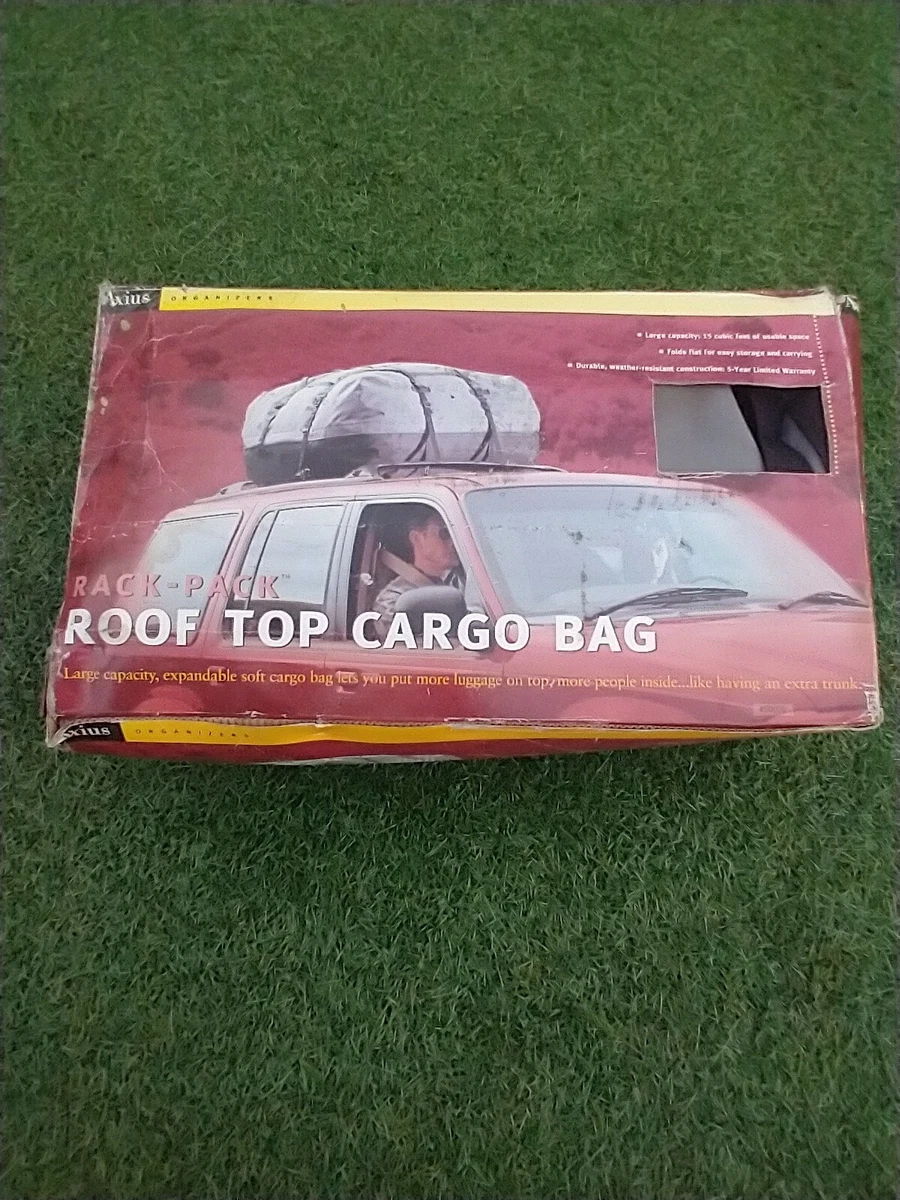 Axius ORGANIZERS
Large capacity: 15 cubic feet of usable space
Folds flat for easy storage and carrying
Durable, weather-resistant construction: 5-Year Limited Warranty
RACK-PACK™
ROOF TOP CARGO BAG
Large capacity, expandable soft cargo bag lets you put more luggage on top, more people inside...like having an extra trunk.
Axius ORGANIZERS